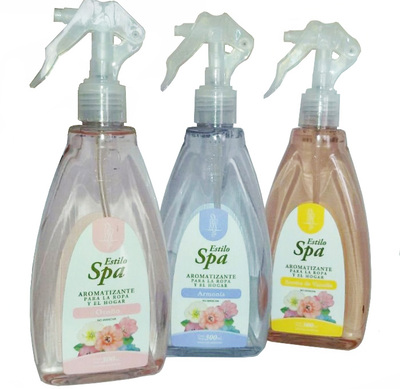 Estilo
Spa
AROMATIZANTE
PARA LA ROPA
Y EL HOGAR
Estilo
Spa
AROMATIZANTE
PARA LA ROPA
Y EL HOGAR
Armonía
500
Estilo
Spa
AROMATIZANTE
PARA LA ROPA
Y EL HOGAR